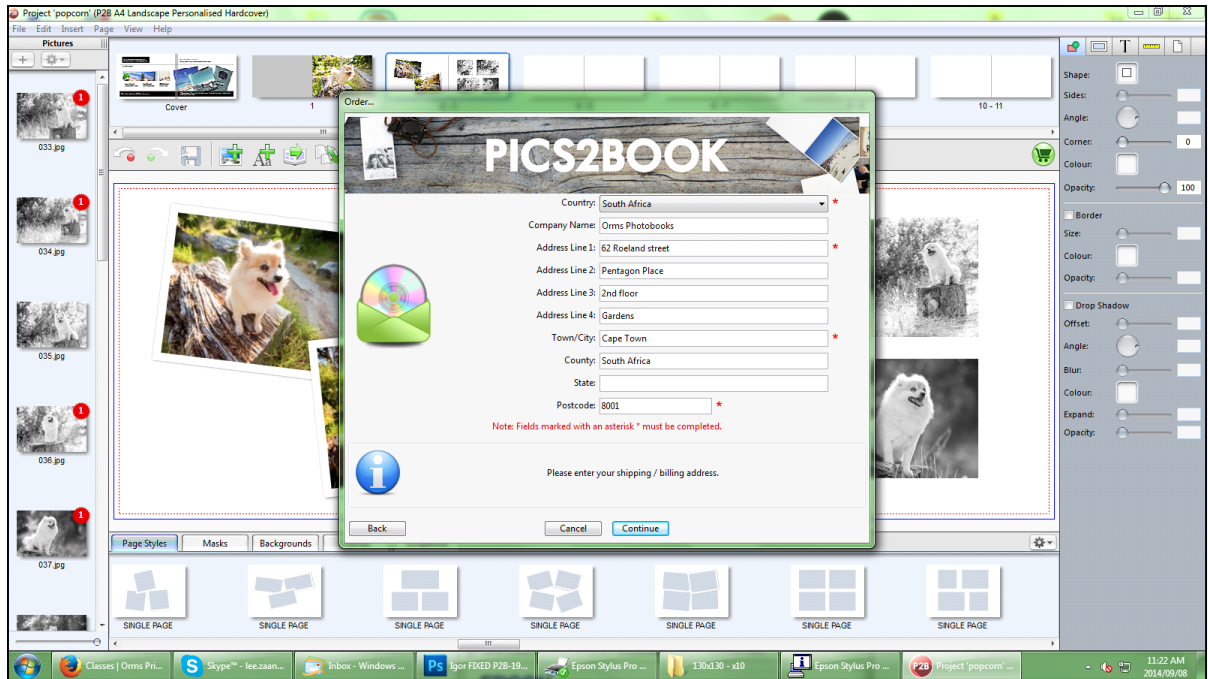 Project 'popcorn' (P2B A4 Landscape Personalised Hardcover)
File Edit Insert Page View Help
Pictures
1
033.jpg
1
034.jpg
035.jpg
1
036.jpg
1
037.jpg
Cover
1
10 - 11
Order...
PICS2BOOK
Country: South Africa *
Company Name: Orms Photobooks
Address Line 1: 62 Roeland street *
Address Line 2: Pentagon Place
Address Line 3: 2nd floor
Address Line 4: Gardens
Town/City: Cape Town *
County: South Africa
State:
Postcode: 8001 *
Note: Fields marked with an asterisk * must be completed.
Please enter your shipping / billing address.
Back Cancel Continue
Shape:
Sides:
Angle:
Corner: 0
Colour:
Opacity: 100
Border
Size:
Colour:
Opacity:
Drop Shadow
Offset:
Angle:
Blur:
Colour:
Expand:
Opacity:
Page Styles Masks Backgrounds
SINGLE PAGE SINGLE PAGE SINGLE PAGE SINGLE PAGE SINGLE PAGE SINGLE PAGE SINGLE PAGE
Classes | Orms Pri... Skype™ - lee.zaan... Inbox - Windows ... Ps Igor FIXED P2B-19... Epson Stylus Pro ... 130x130 - x10 Epson Stylus Pro ... P2B Project 'popcorn' ...
11:22 AM
2014/09/08